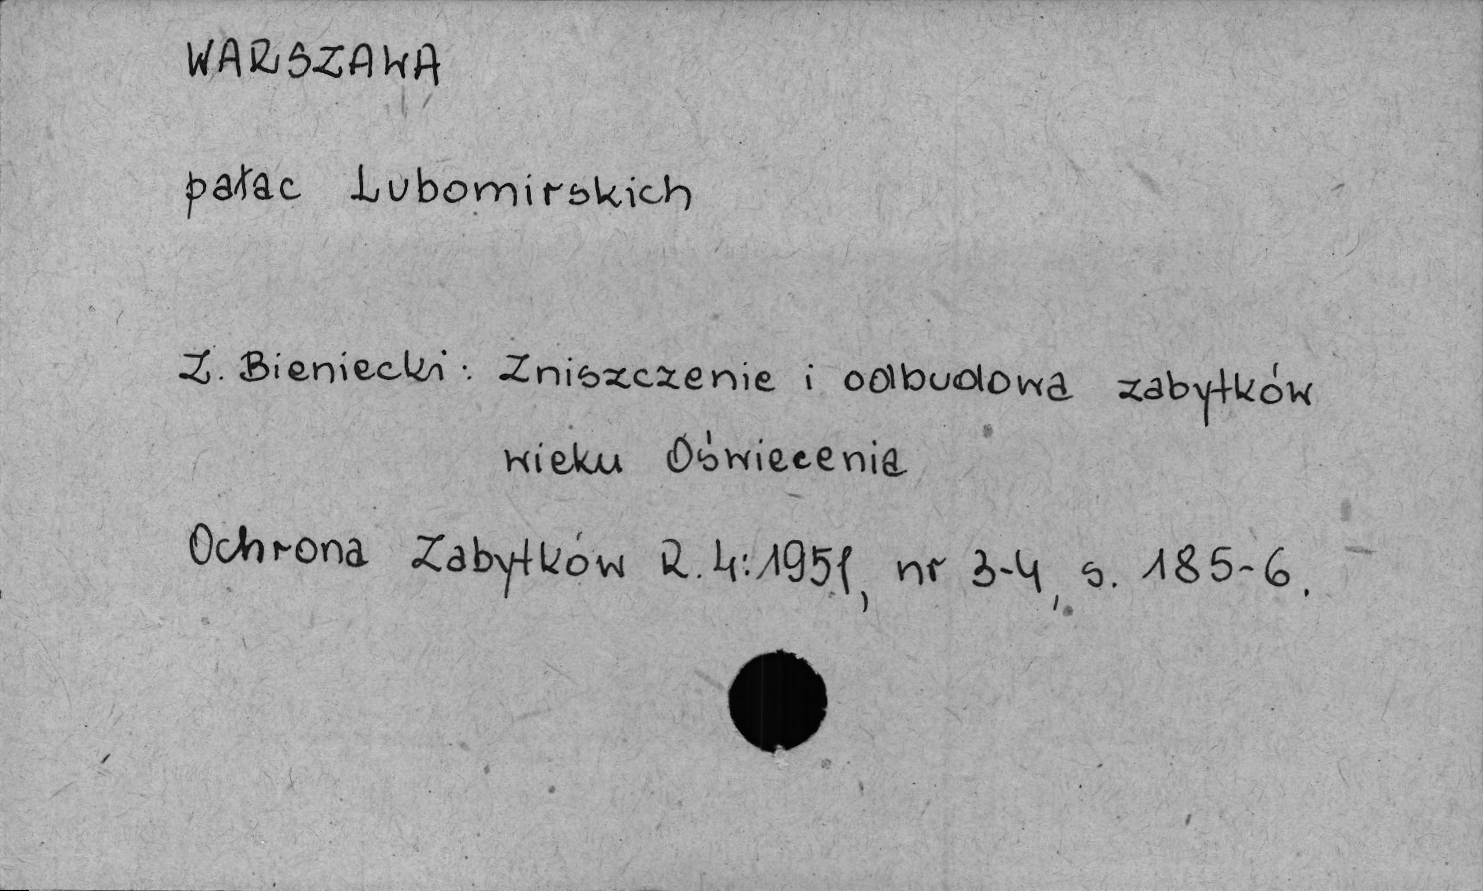 WARSZAWA
pałac Lubomirskich
Z. Bieniecki: Zniszczenie i odbudowa zabytków
wieku Oświecenia
Ochrona Zabytków R. 4:1951, nr 3-4, s. 185-6.